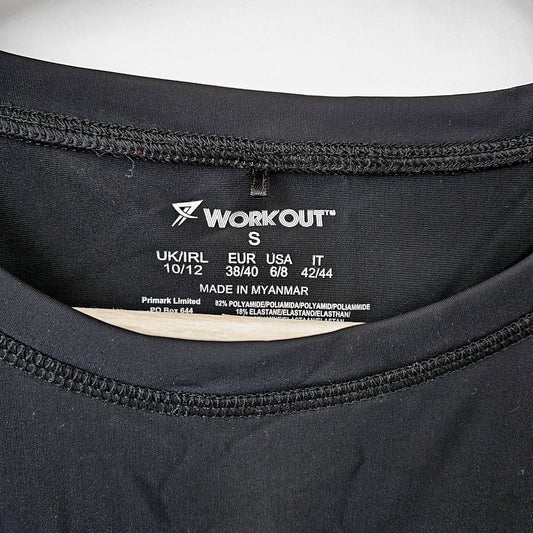 WORKOUT™
S
UK/IRL EUR USA IT
10/12 38/40 6/8 42/44
MADE IN MYANMAR
Primark Limited
PO Box 644
82% POLYAMIDE/POLIAMIDA/POLYAMID/POLIAMMIDE
18% ELASTANE/ELASTANO/ELASTHAN/